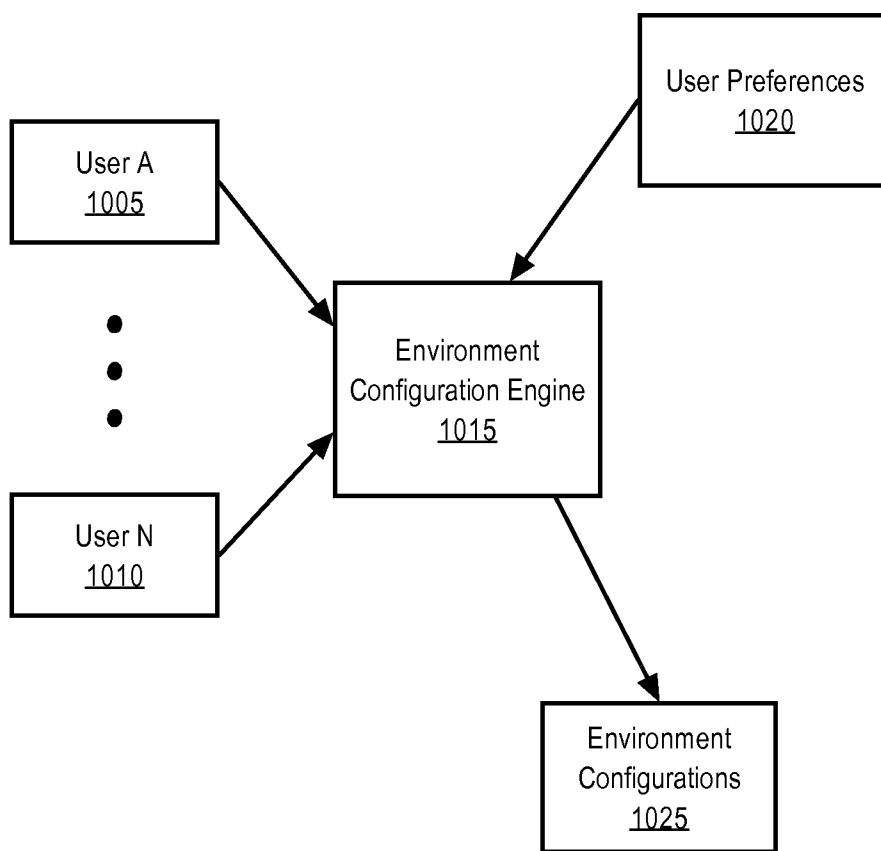 User Preferences
1020
User A
1005
Environment
Configuration Engine
1015
User N
1010
Environment
Configurations
1025